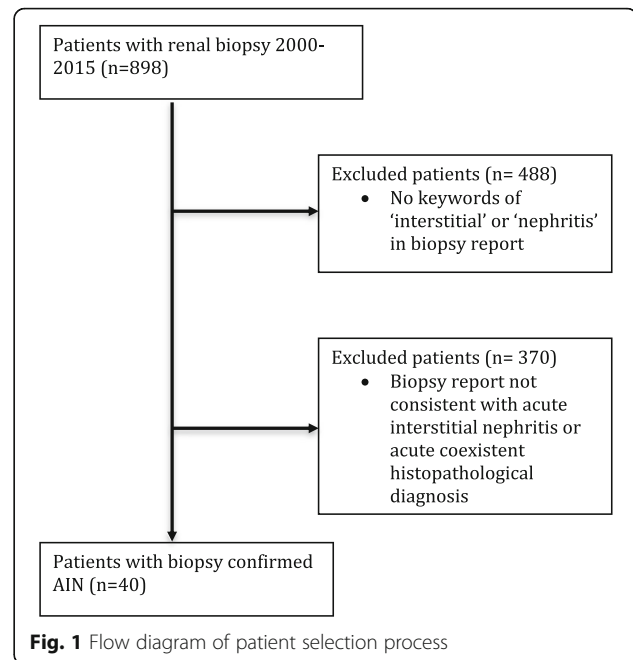 Patients with renal biopsy 2000-
2015 (n=898)
Excluded patients (n= 488)
• No keywords of
‘interstitial’ or ‘nephritis’
in biopsy report
Excluded patients (n= 370)
• Biopsy report not
consistent with acute
interstitial nephritis or
acute coexistent
histopathological
diagnosis
Patients with biopsy confirmed
AIN (n=40)
Fig. 1 Flow diagram of patient selection process